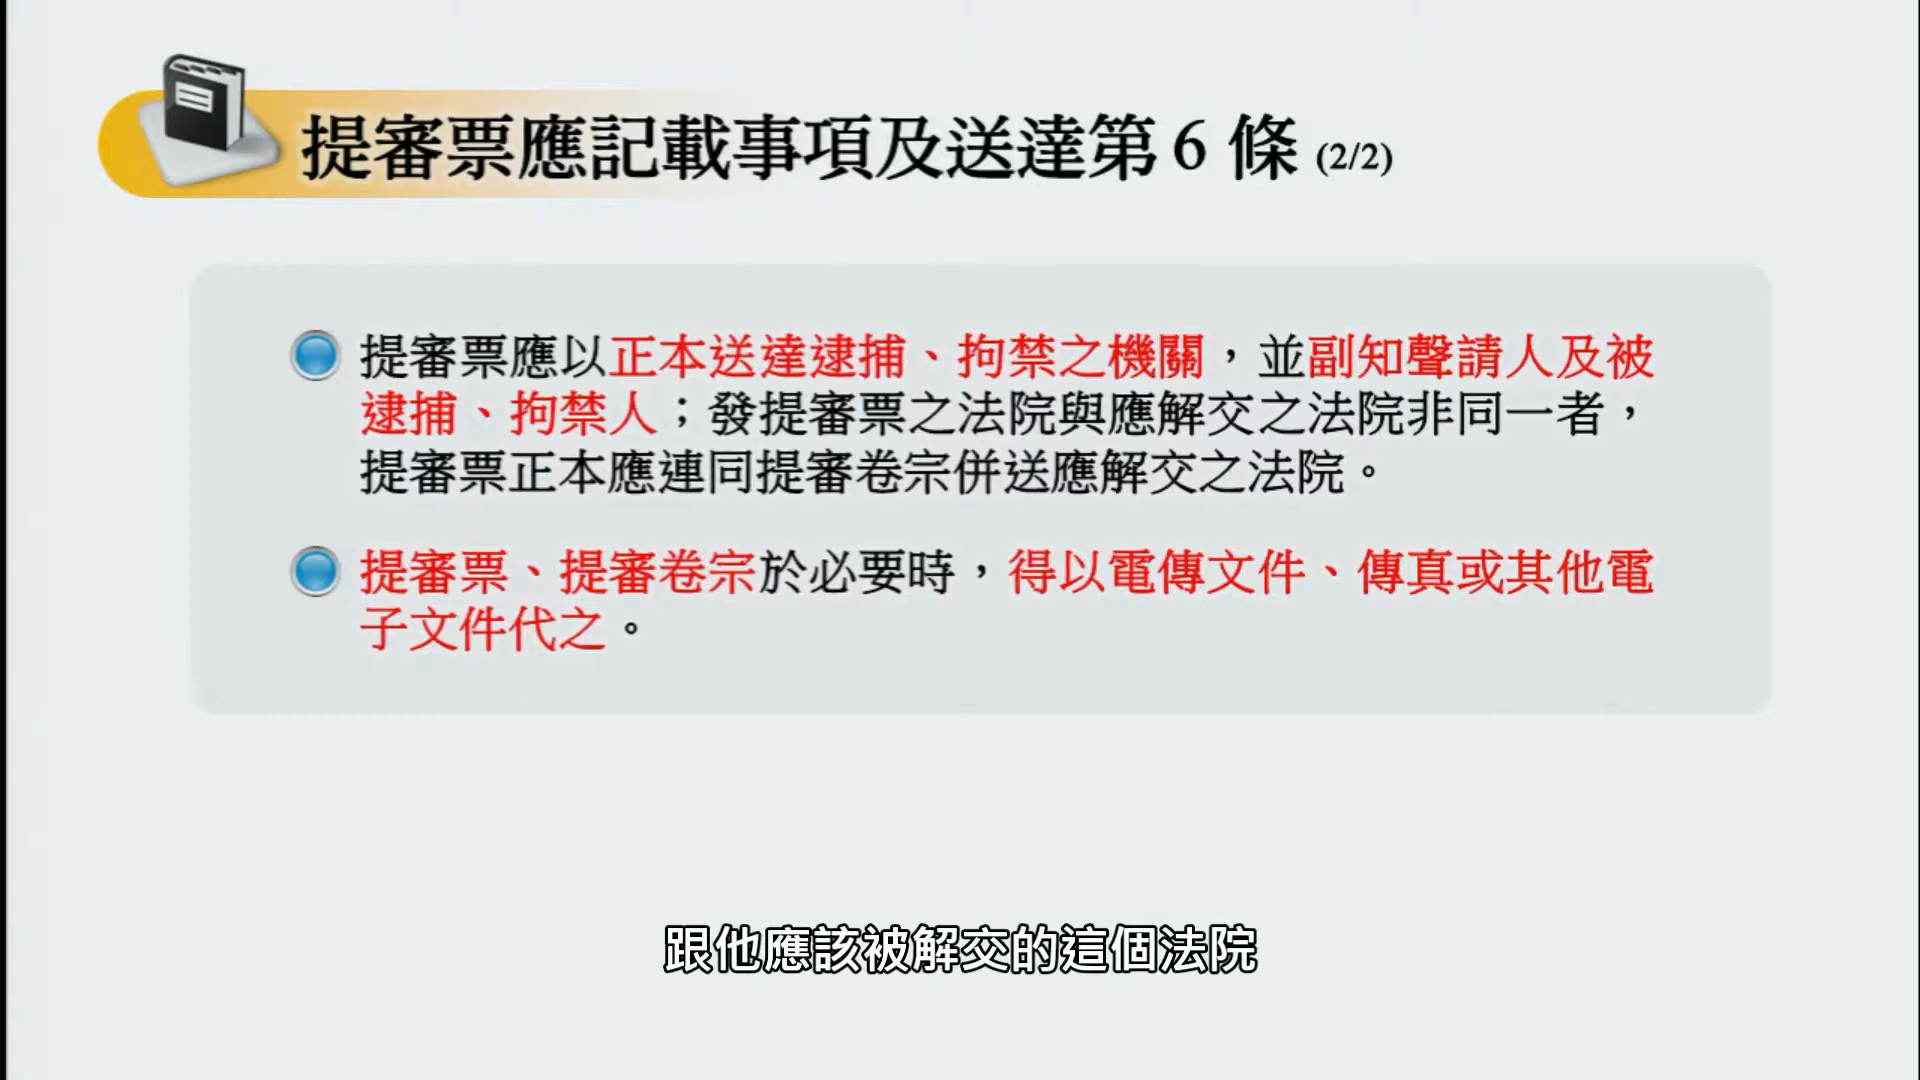 提審票應記載事項及送達第6條 (2/2)
提審票應以正本送達逮捕、拘禁之機關，並副知聲請人及被
逮捕、拘禁人；發提審票之法院與應解交之法院非同一者，
提審票正本應連同提審卷宗併送應解交之法院。
提審票、提審卷宗於必要時，得以電傳文件、傳真或其他電
子文件代之。
跟他應該被解交的這個法院